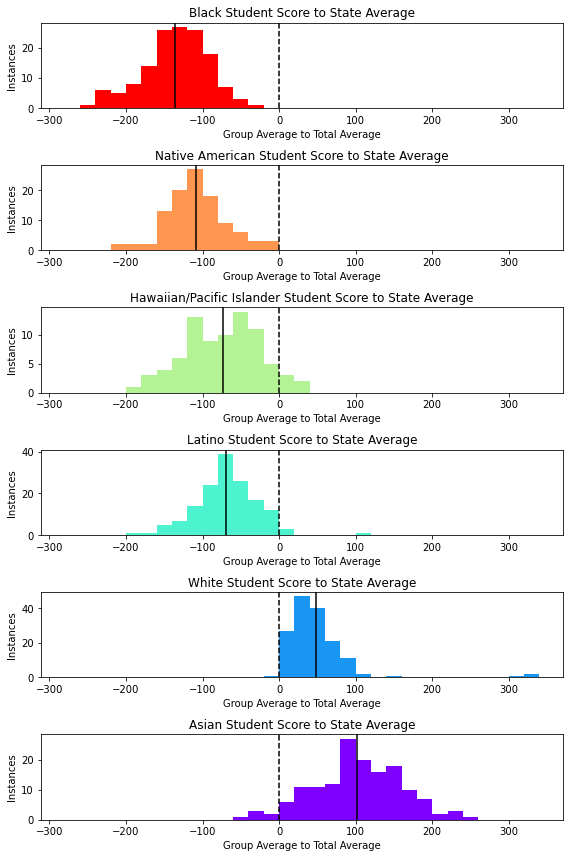 Black Student Score to State Average
Instances
20
10
0
−300 −200 −100 0 100 200 300
Group Average to Total Average
Native American Student Score to State Average
Instances
20
10
0
−300 −200 −100 0 100 200 300
Group Average to Total Average
Hawaiian/Pacific Islander Student Score to State Average
Instances
10
5
0
−300 −200 −100 0 100 200 300
Group Average to Total Average
Latino Student Score to State Average
Instances
40
20
0
−300 −200 −100 0 100 200 300
Group Average to Total Average
White Student Score to State Average
Instances
40
20
0
−300 −200 −100 0 100 200 300
Group Average to Total Average
Asian Student Score to State Average
Instances
20
10
0
−300 −200 −100 0 100 200 300
Group Average to Total Average